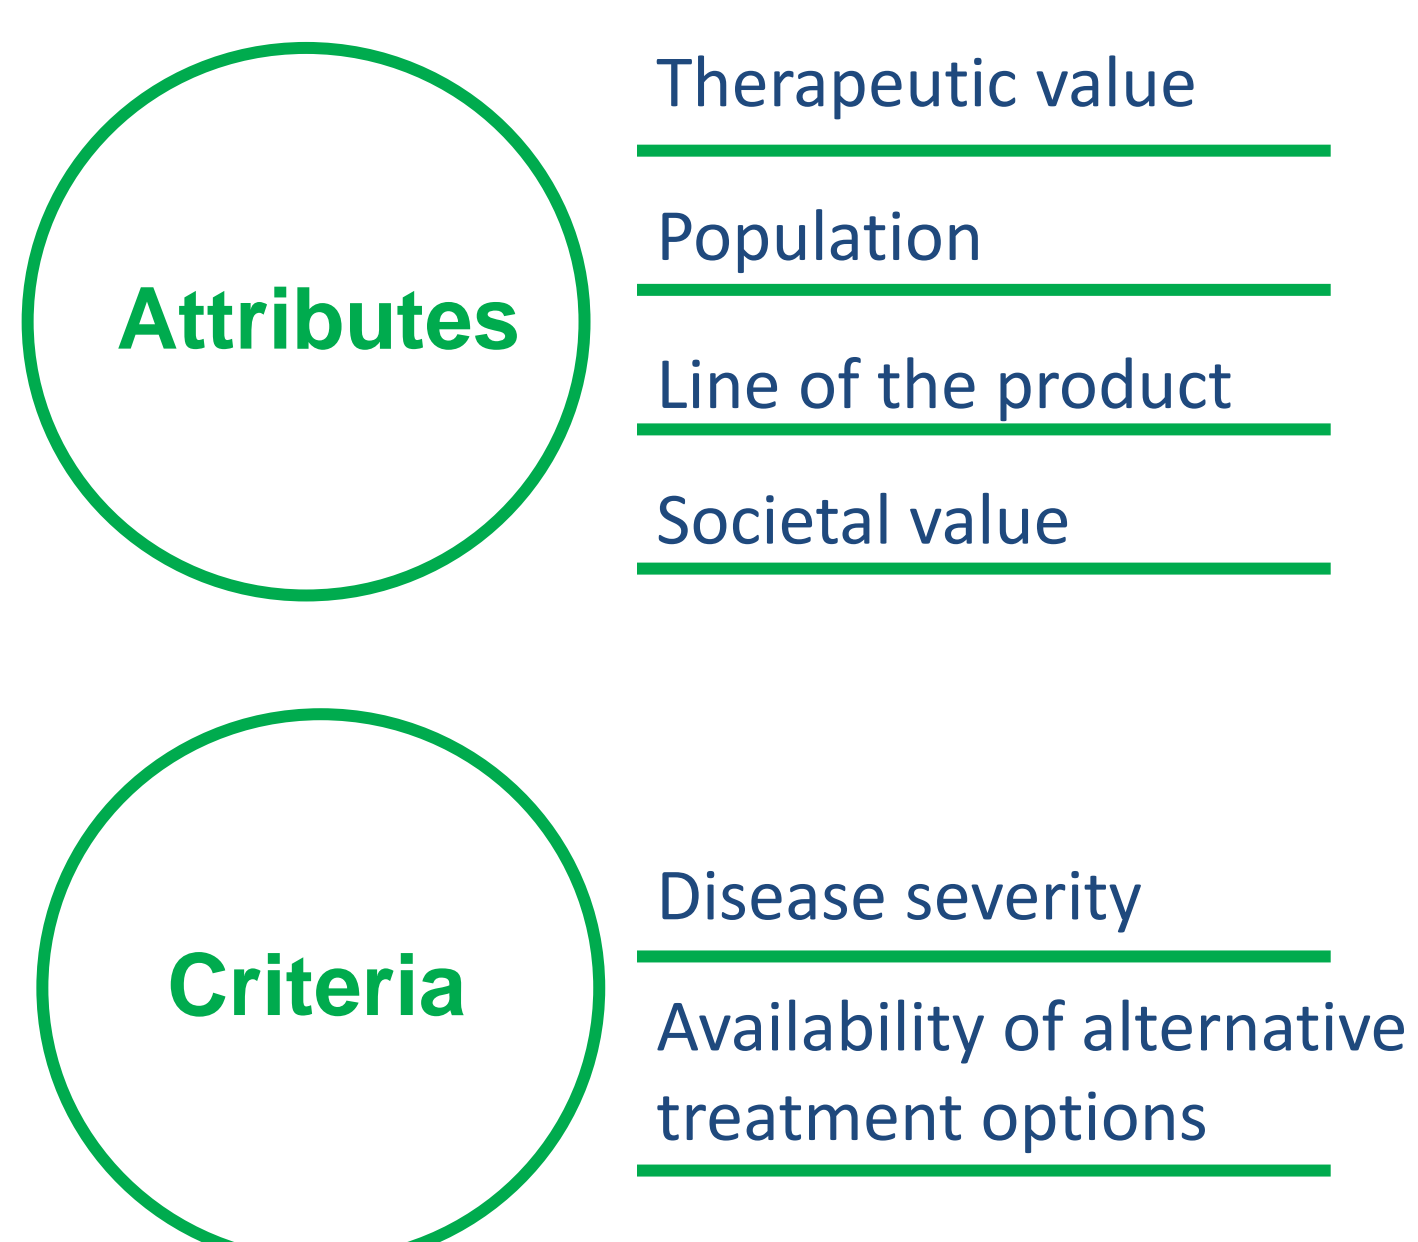 Attributes
Therapeutic value
Population
Line of the product
Societal value
Criteria
Disease severity
Availability of alternative
treatment options